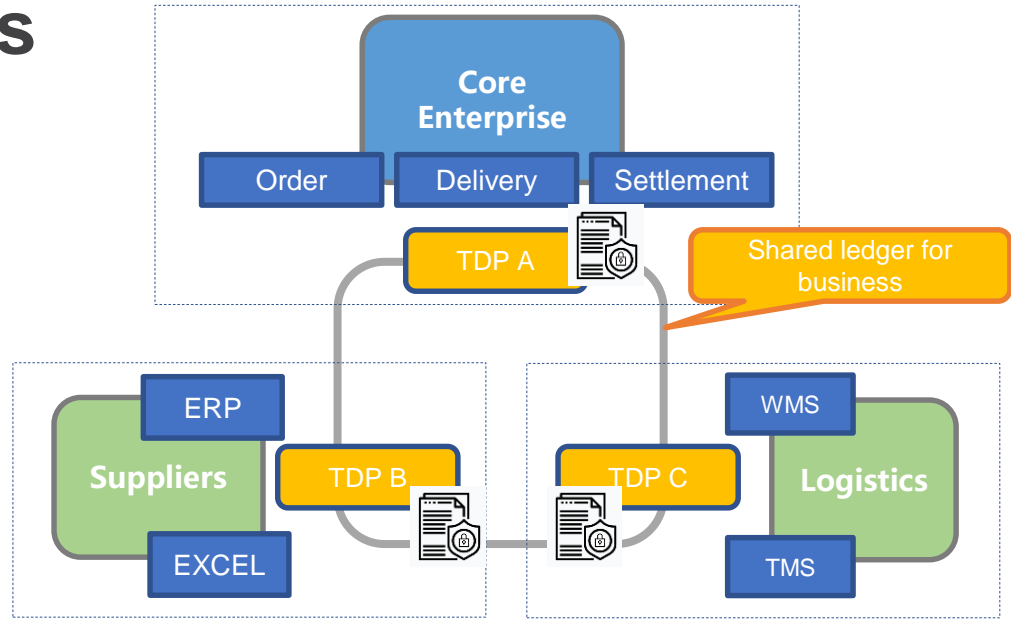 s
Core
Enterprise
Order
Delivery
Settlement
TDP A
Shared ledger for
business
ERP
Suppliers
EXCEL
TDP B
TDP C
WMS
Logistics
TMS